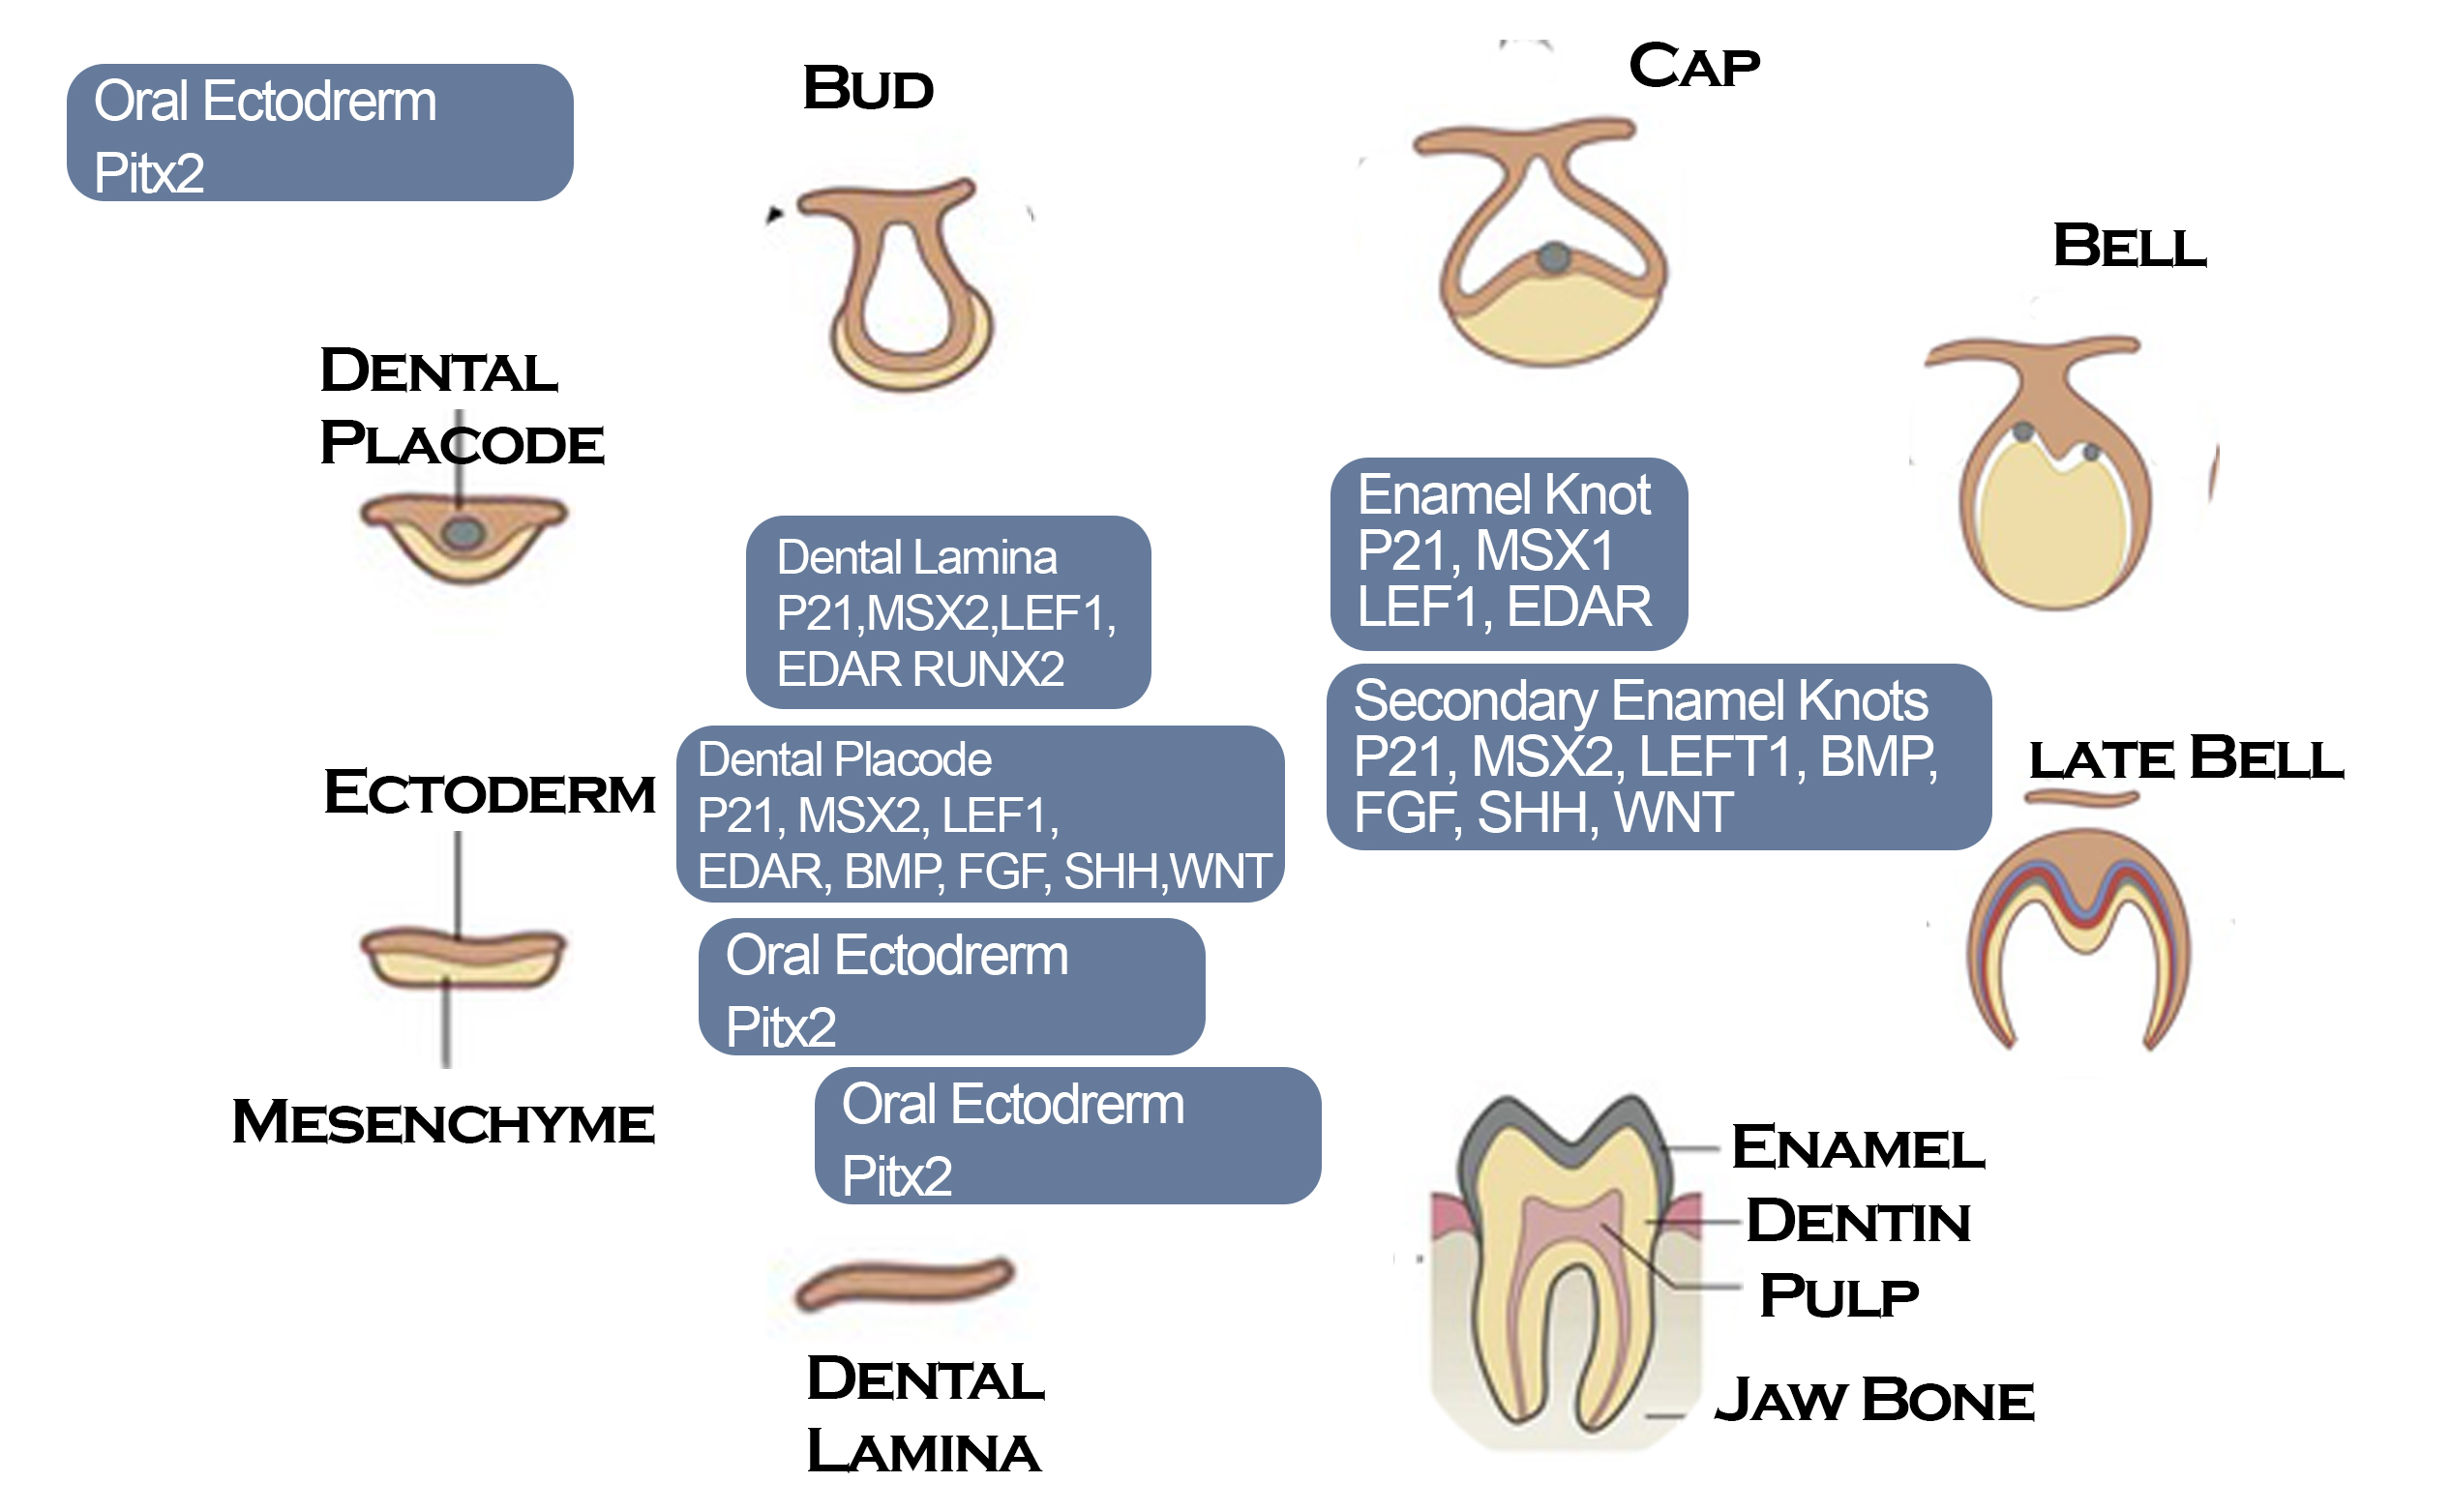 Oral Ectodrerm
Pitx2
BUD
CAP
BELL
DENTAL
PLACODE
Dental Lamina
P21,MSX2,LEF1,
EDAR RUNX2
Enamel Knot
P21, MSX1
LEF1, EDAR
Secondary Enamel Knots
P21, MSX2, LEFT1, BMP,
FGF, SHH, WNT
LATE BELL
ECTODERM
Dental Placode
P21, MSX2, LEF1,
EDAR, BMP, FGF, SHH,WNT
Oral Ectodrerm
Pitx2
MESENCHYME
Oral Ectodrerm
Pitx2
ENAMEL
DENTIN
PULP
JAW BONE
DENTAL
LAMINA